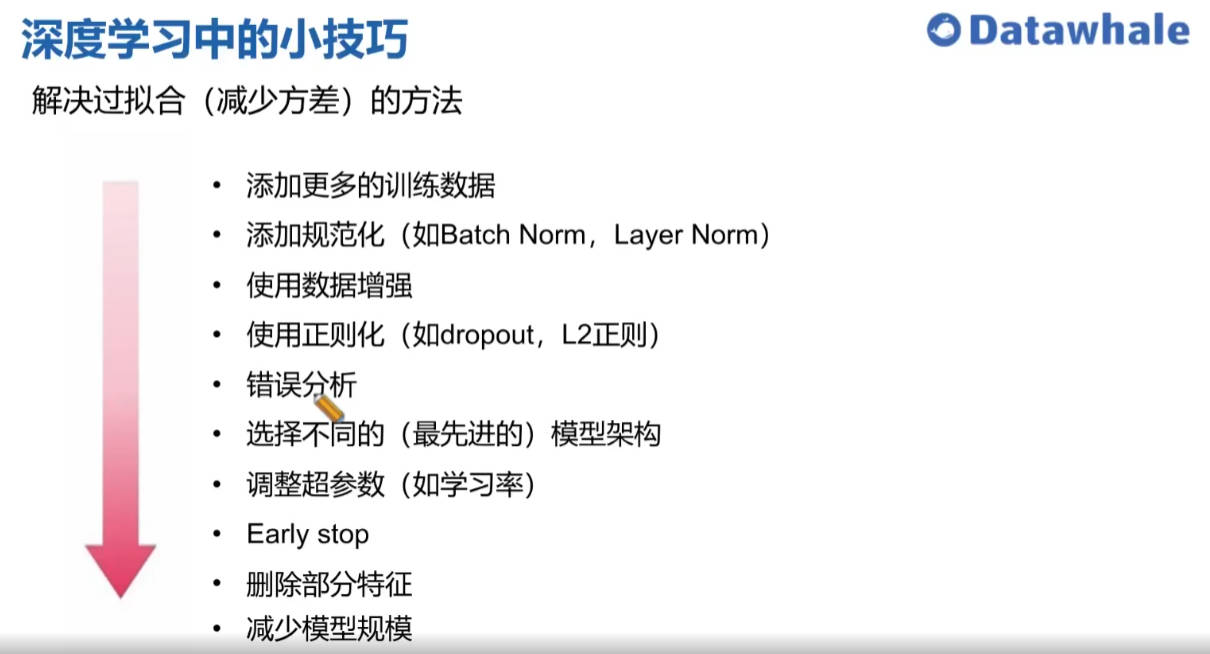 深度学习中的小技巧
Datawhale
解决过拟合（减少方差）的方法
• 添加更多的训练数据
• 添加规范化（如Batch Norm，Layer Norm）
• 使用数据增强
• 使用正则化（如dropout，L2正则）
• 错误分析
• 选择不同的（最先进的）模型架构
• 调整超参数（如学习率）
• Early stop
• 删除部分特征
• 减少模型规模